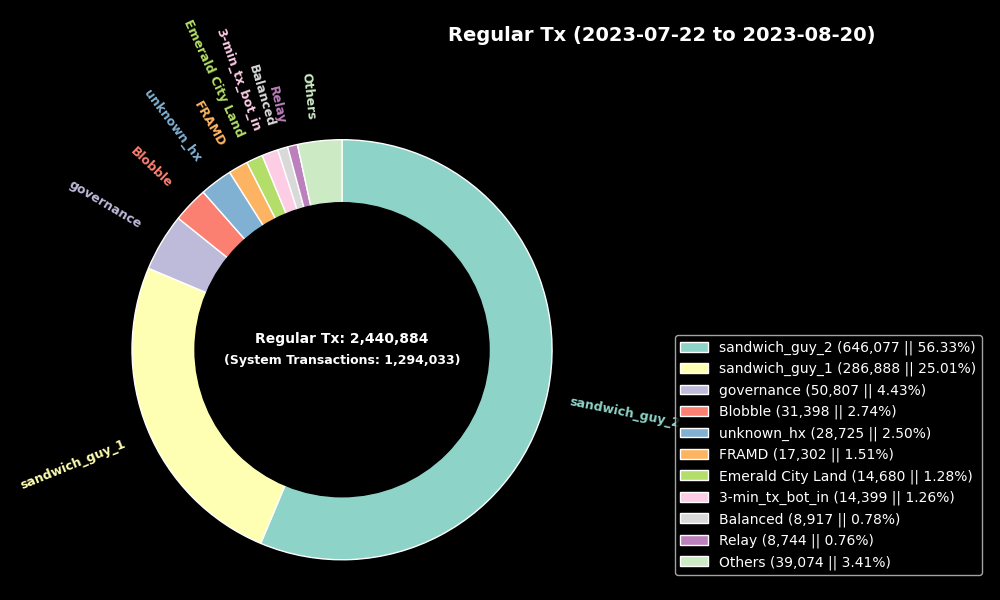 Regular Tx (2023-07-22 to 2023-08-20)
Others
Relay
Balanced
3-min_tx_bot_in
Emerald City Land
FRAMD
unknown_hx
Blobble
governance
sandwich_guy_1
sandwich_guy_2
Regular Tx: 2,440,884
(System Transactions: 1,294,033)
sandwich_guy_2 (646,077 || 56.33%)
sandwich_guy_1 (286,888 || 25.01%)
governance (50,807 || 4.43%)
Blobble (31,398 || 2.74%)
unknown_hx (28,725 || 2.50%)
FRAMD (17,302 || 1.51%)
Emerald City Land (14,680 || 1.28%)
3-min_tx_bot_in (14,399 || 1.26%)
Balanced (8,917 || 0.78%)
Relay (8,744 || 0.76%)
Others (39,074 || 3.41%)